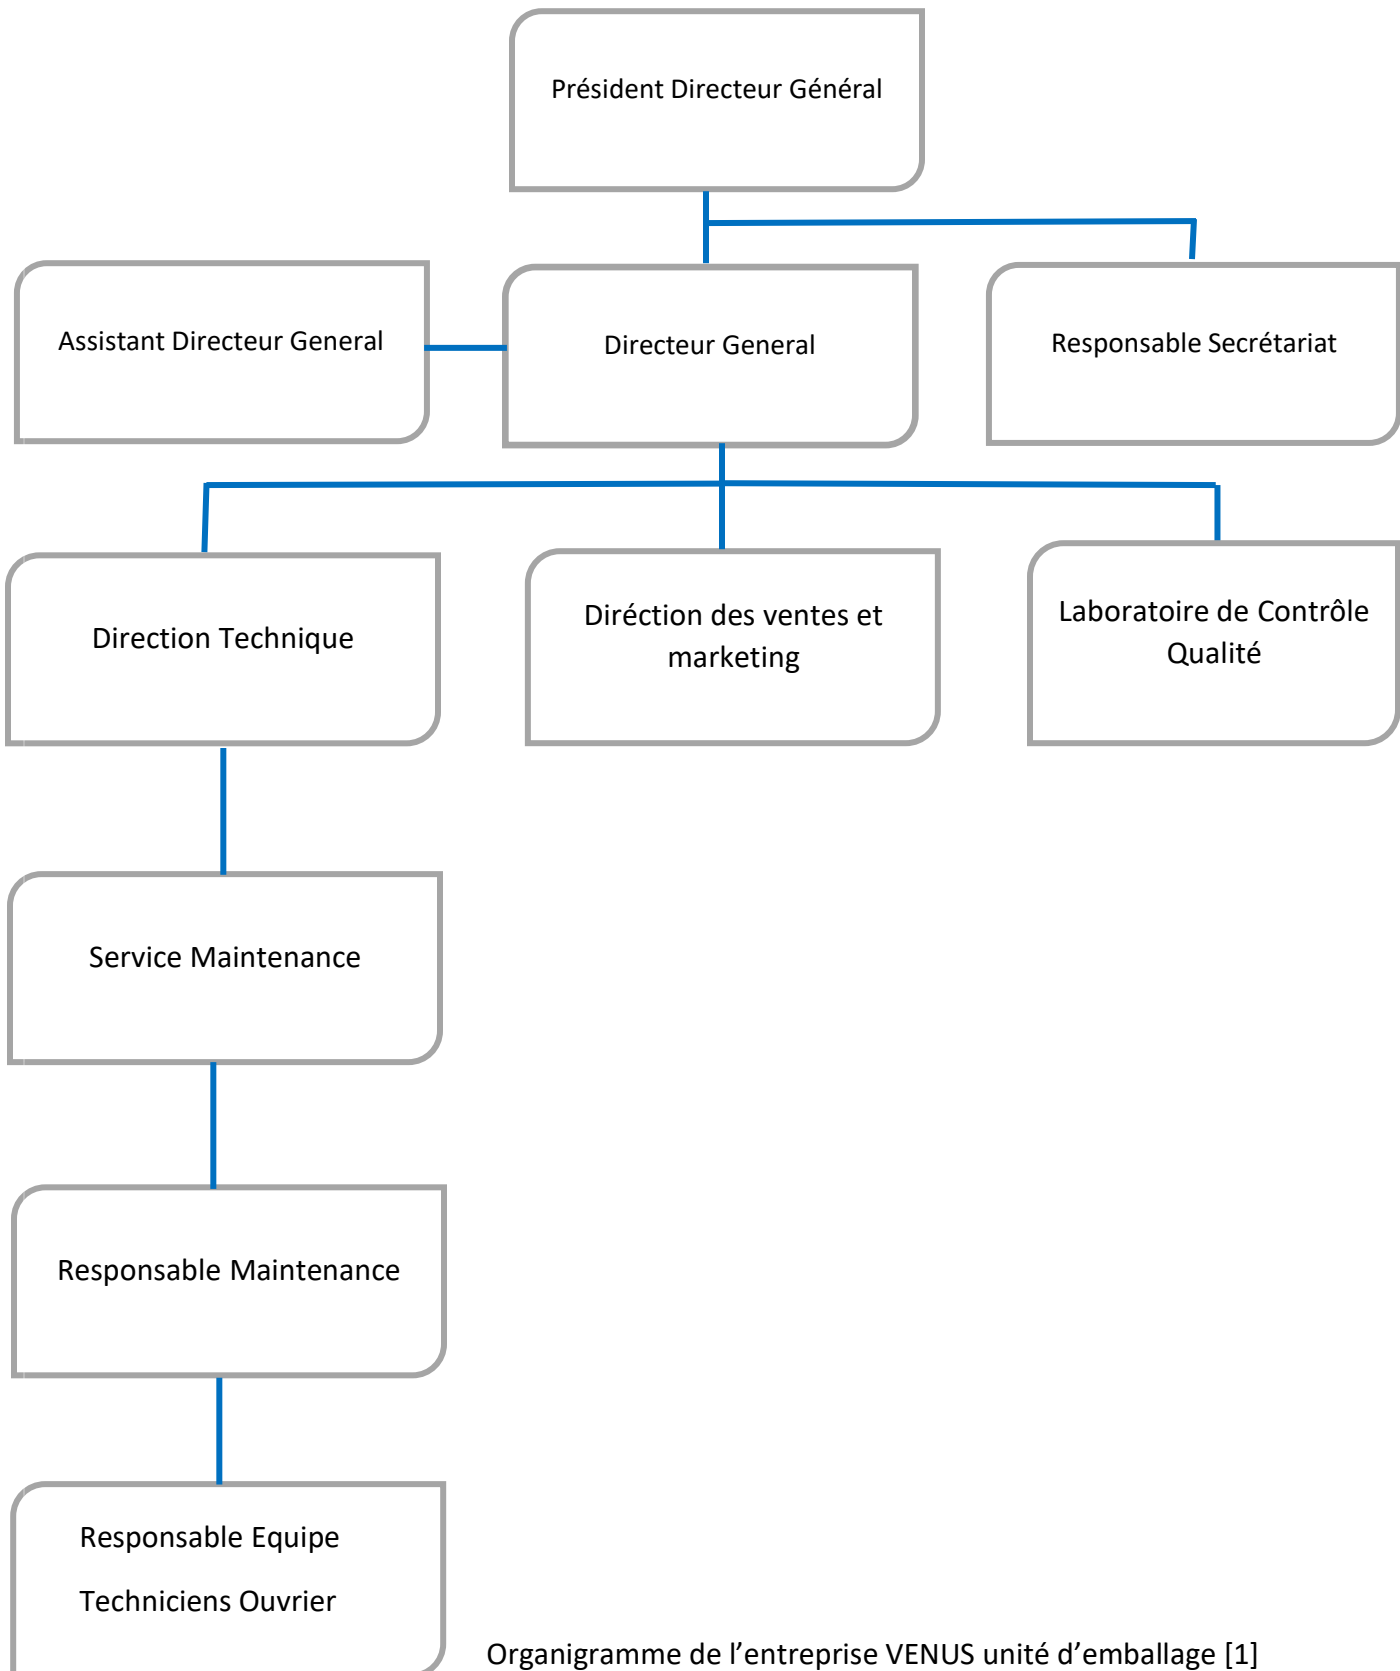 Président Directeur Général
Assistant Directeur General
Directeur General
Responsable Secrétariat
Direction Technique
Diréction des ventes et
marketing
Laboratoire de Contrôle
Qualité
Service Maintenance
Responsable Maintenance
Responsable Equipe
Techniciens Ouvrier
Organigramme de l’entreprise VENUS unité d’emballage [1]